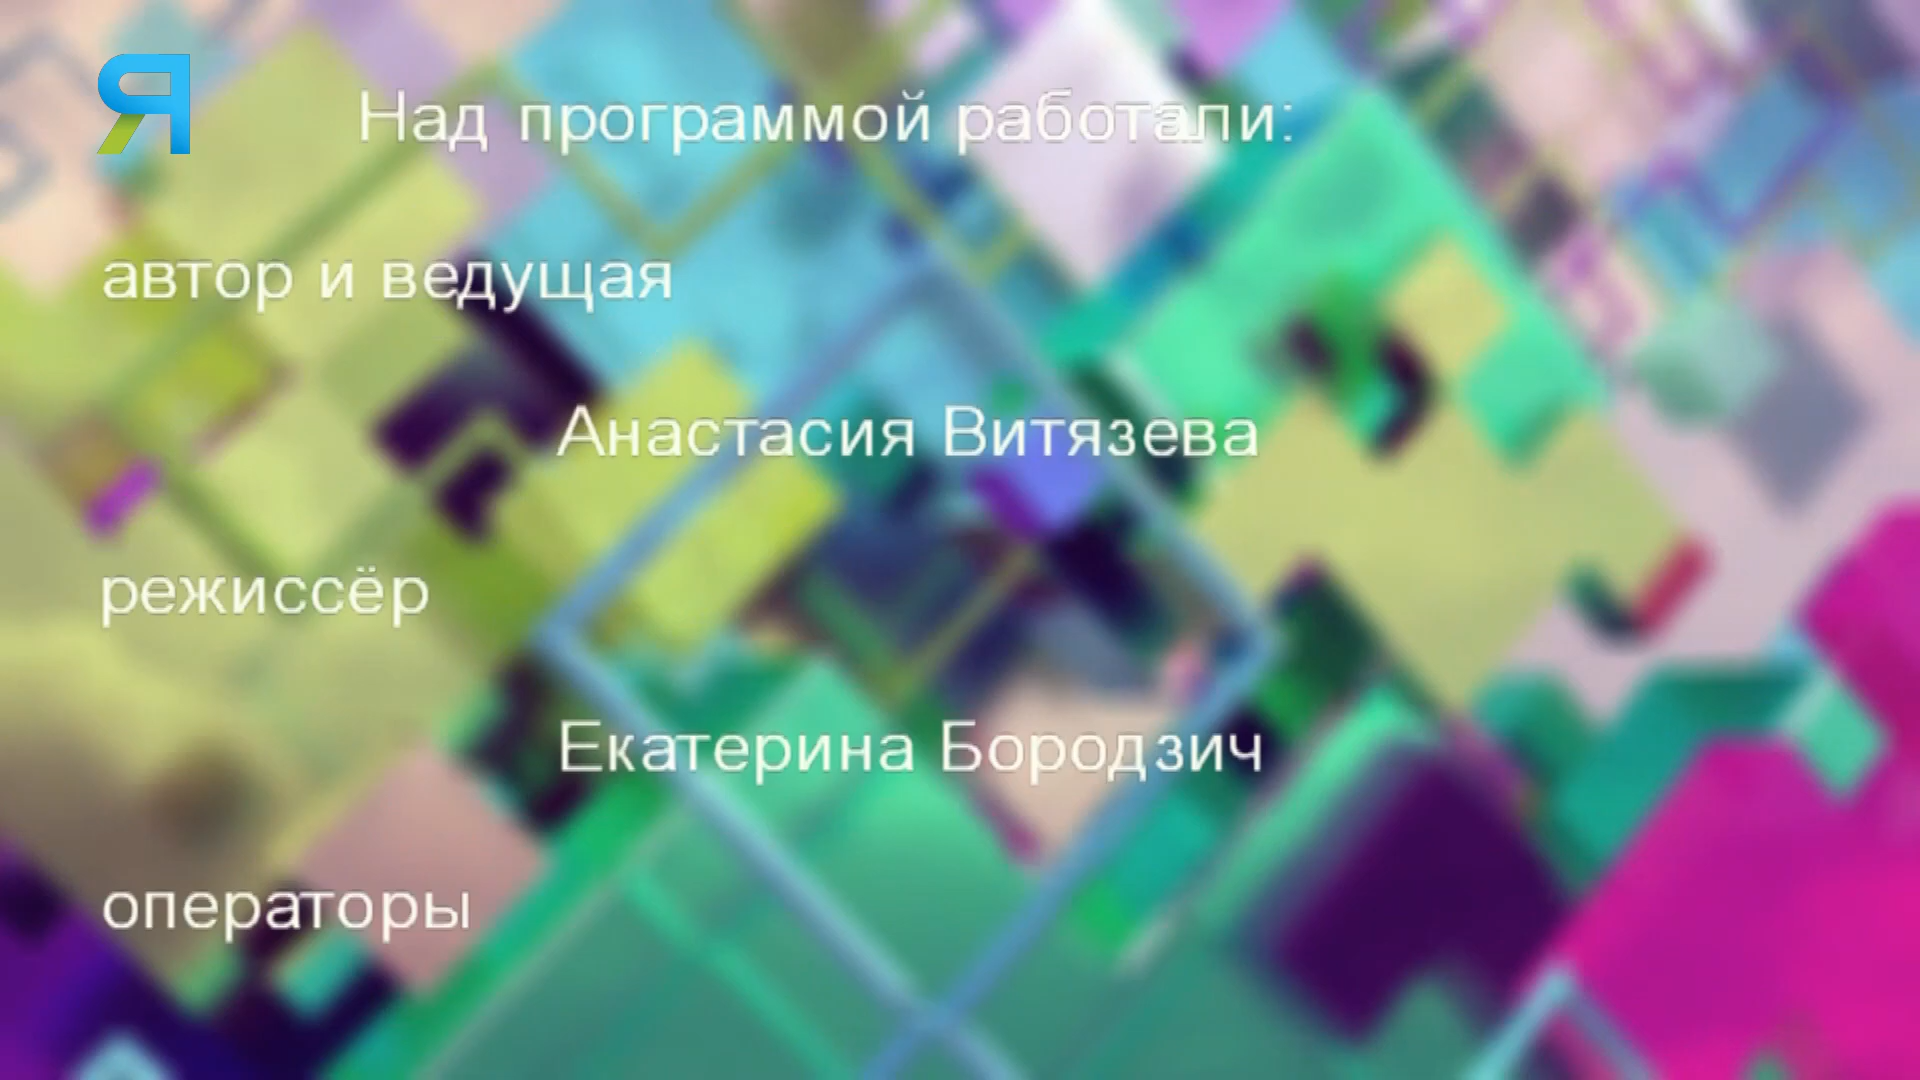 Я
Над программой работали:
автор и ведущая
Анастасия Витязева
режиссёр
Екатерина Бородзич
операторы